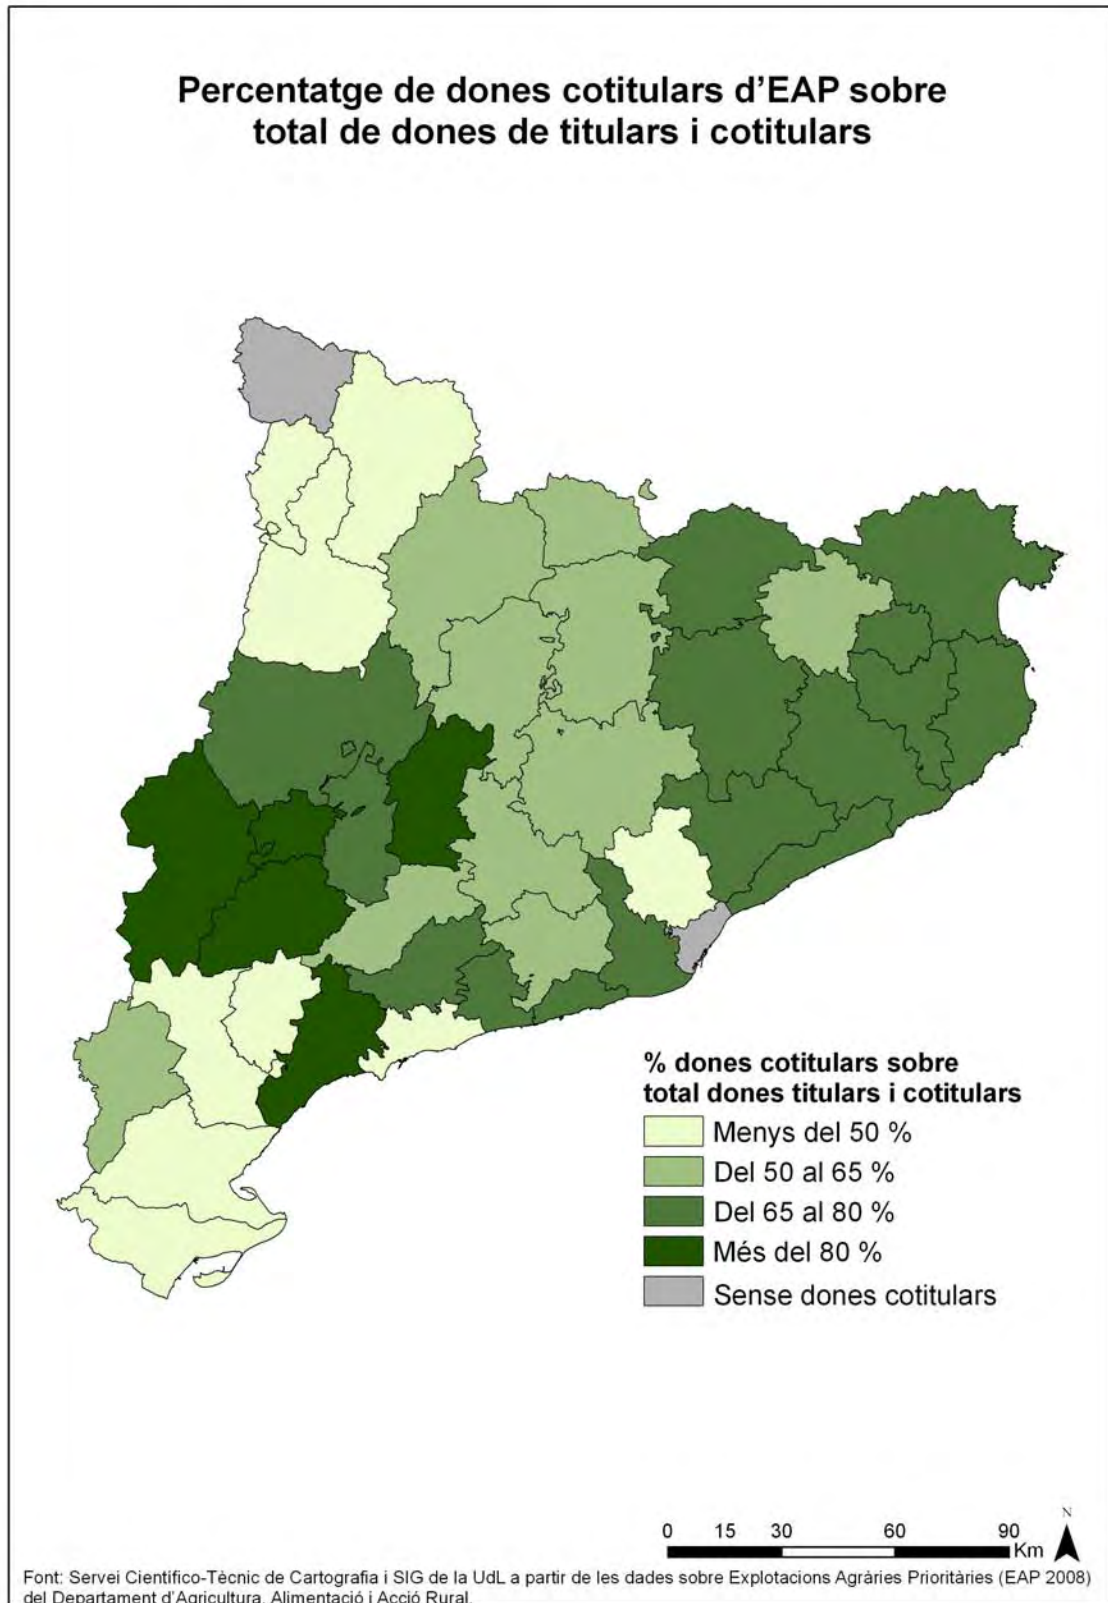 Percentatge de dones cotitulars d'EAP sobre
total de dones de titulars i cotitulars
% dones cotitulars sobre
total dones titulars i cotitulars
Menys del 50 %
Del 50 al 65 %
Del 65 al 80 %
Més del 80 %
Sense dones cotitulars
N
0 15 30 60 90
Km
Font: Servei Científico-Tècnic de Cartografia i SIG de la UdL a partir de les dades sobre Explotacions Agràries Prioritàries (EAP 2008)
del Departament d'Agricultura, Alimentació i Acció Rural.